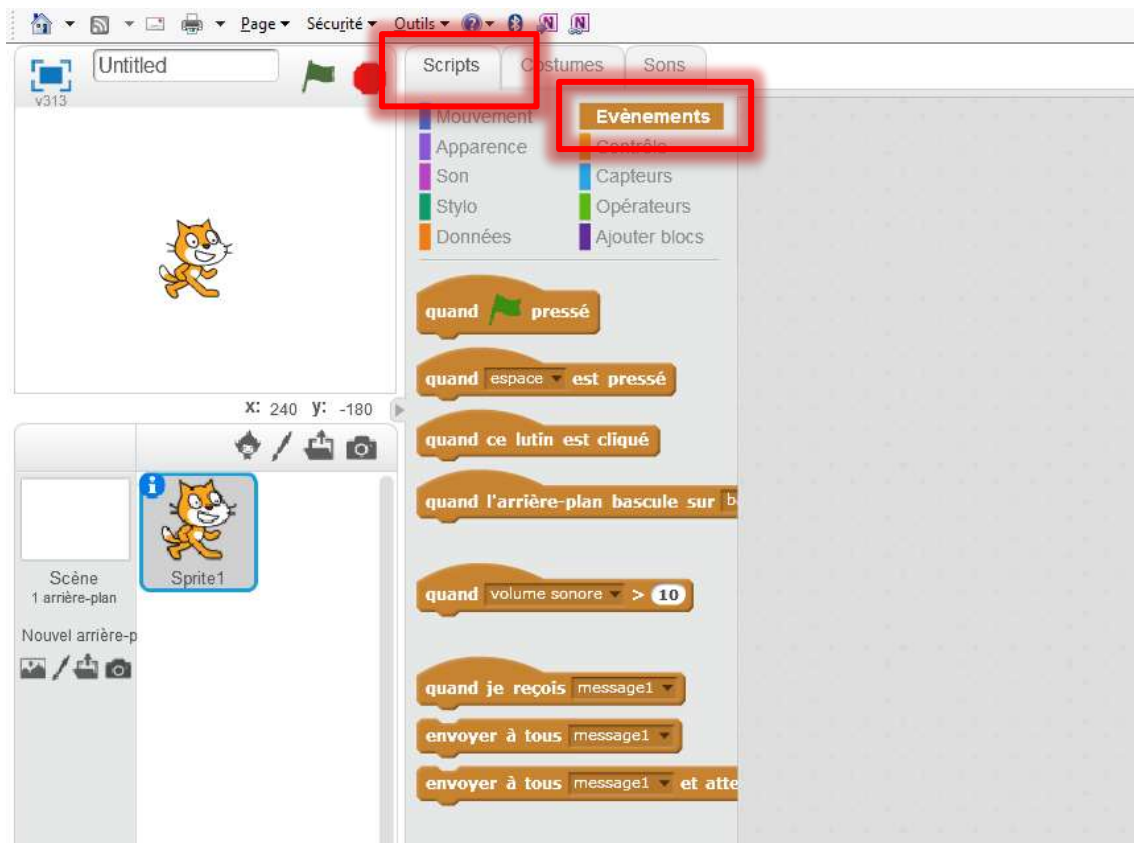 Page Sécurité Outils
Untitled
v313
Scripts Costumes Sons
Mouvement Evènements
Apparence Contrôle
Son Capteurs
Stylo Opérateurs
Données Ajouter blocs
quand pressé
quand espace est pressé
quand ce lutin est cliqué
quand l'arrière-plan bascule sur
quand volume sonore > 10
quand je reçois message1
envoyer à tous message1
envoyer à tous message1 et atte
X: 240 y: -180
Scène
1 arrière-plan
Sprite1
Nouvel arrière-p